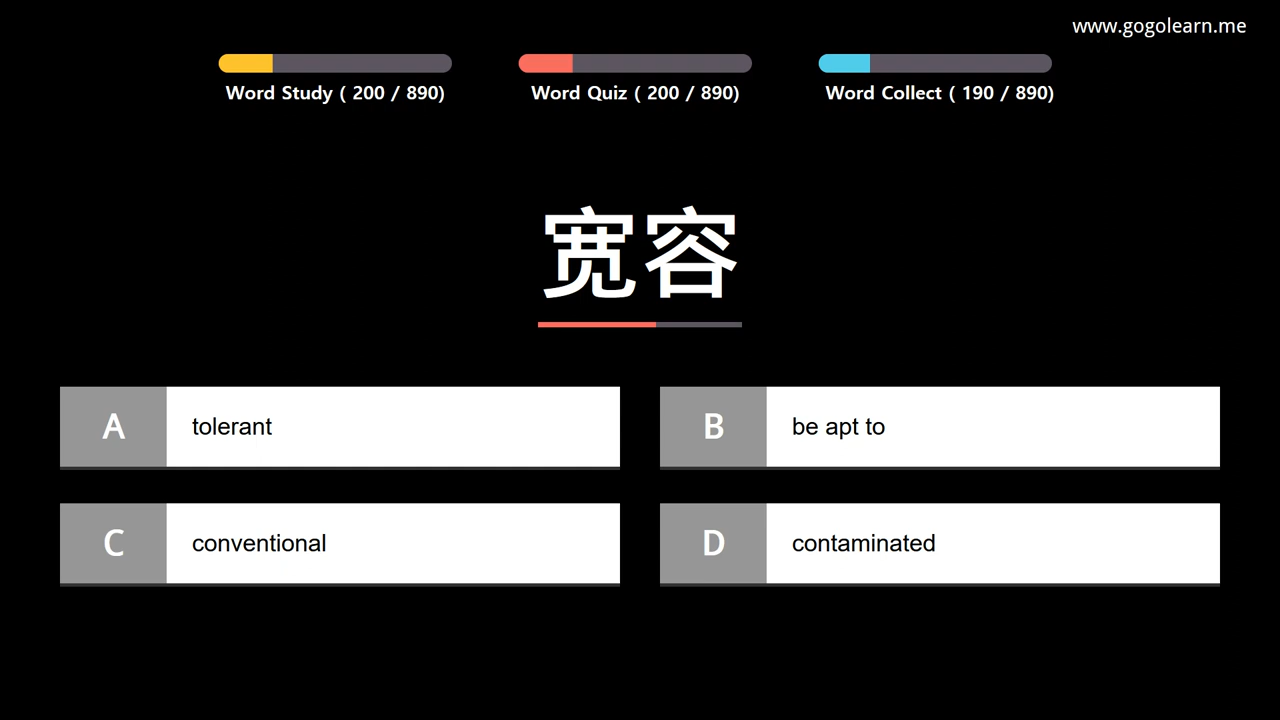 www.gogolearn.me
Word Study ( 200 / 890)
Word Quiz ( 200 / 890)
Word Collect ( 190 / 890)
宽容
A tolerant
B be apt to
C conventional
D contaminated